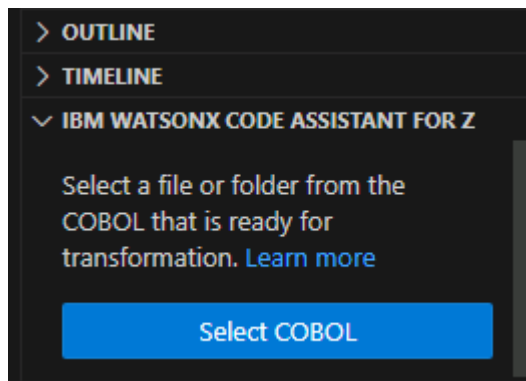 OUTLINE
TIMELINE
IBM WATSONX CODE ASSISTANT FOR Z
Select a file or folder from the
COBOL that is ready for
transformation. Learn more
Select COBOL